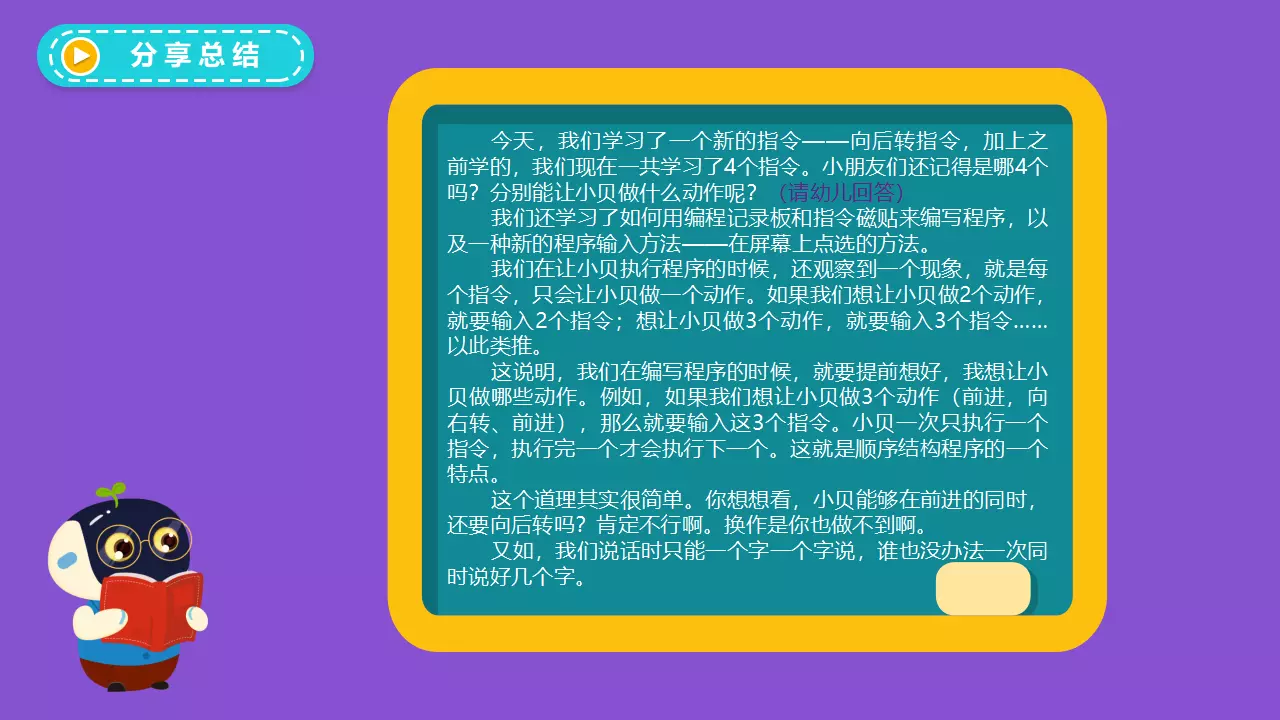 分享总结
今天，我们学习了一个新的指令——向后转指令，加上之
前学的，我们现在一共学习了4个指令。小朋友们还记得是哪4个
吗？分别能让小贝做什么动作呢？（请幼儿回答）
我们还学习了如何用编程记录板和指令磁贴来编写程序，以
及一种新的程序输入方法——在屏幕上点选的方法。
我们在让小贝执行程序的时候，还观察到一个现象，就是每
个指令，只会让小贝做一个动作。如果我们想让小贝做2个动作，
就要输入2个指令；想让小贝做3个动作，就要输入3个指令……
以此类推。
这说明，我们在编写程序的时候，就要提前想好，我想让小
贝做哪些动作。例如，如果我们想让小贝做3个动作（前进，向
右转、前进），那么就要输入这3个指令。小贝一次只执行一个
指令，执行完一个才会执行下一个。这就是顺序结构程序的一个
特点。
这个道理其实很简单。你想想看，小贝能够在前进的同时，
还要向后转吗？肯定不行啊。换作是你也做不到啊。
又如，我们说话时只能一个字一个字说，谁也没办法一次同
时说好几个字。